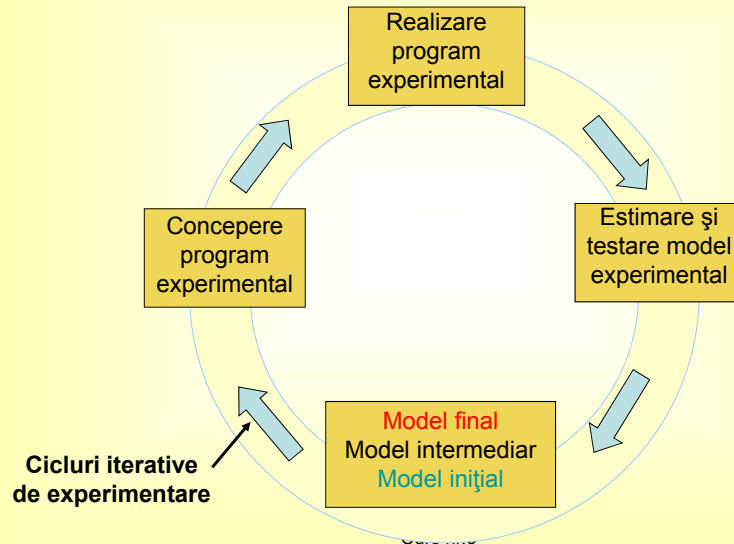 Realizare
program
experimental
Concepere
program
experimental
Estimare şi
testare model
experimental
Model final
Model intermediar
Model iniţial
Cicluri iterative
de experimentare